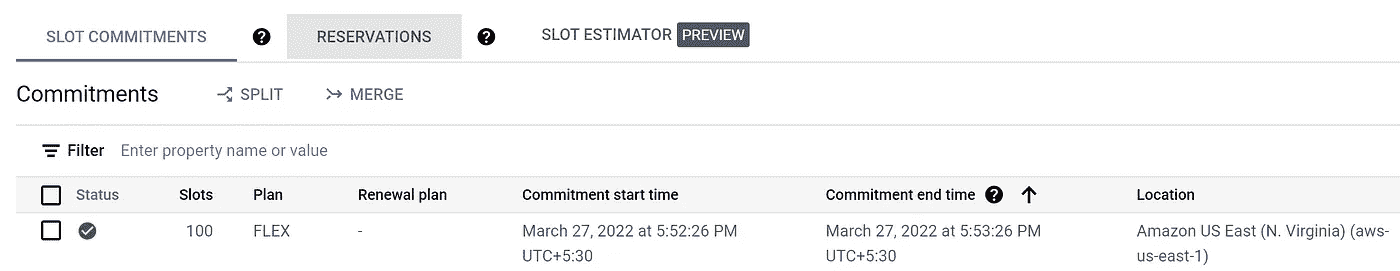 SLOT COMMITMENTS ? RESERVATIONS ? SLOT ESTIMATOR PREVIEW
Commitments SPLIT MERGE
Filter Enter property name or value
Status Slots Plan Renewal plan Commitment start time Commitment end time ? Location
100 FLEX - March 27, 2022 at 5:52:26 PM March 27, 2022 at 5:53:26 PM Amazon US East (N. Virginia) (aws-
UTC+5:30 UTC+5:30 us-east-1)